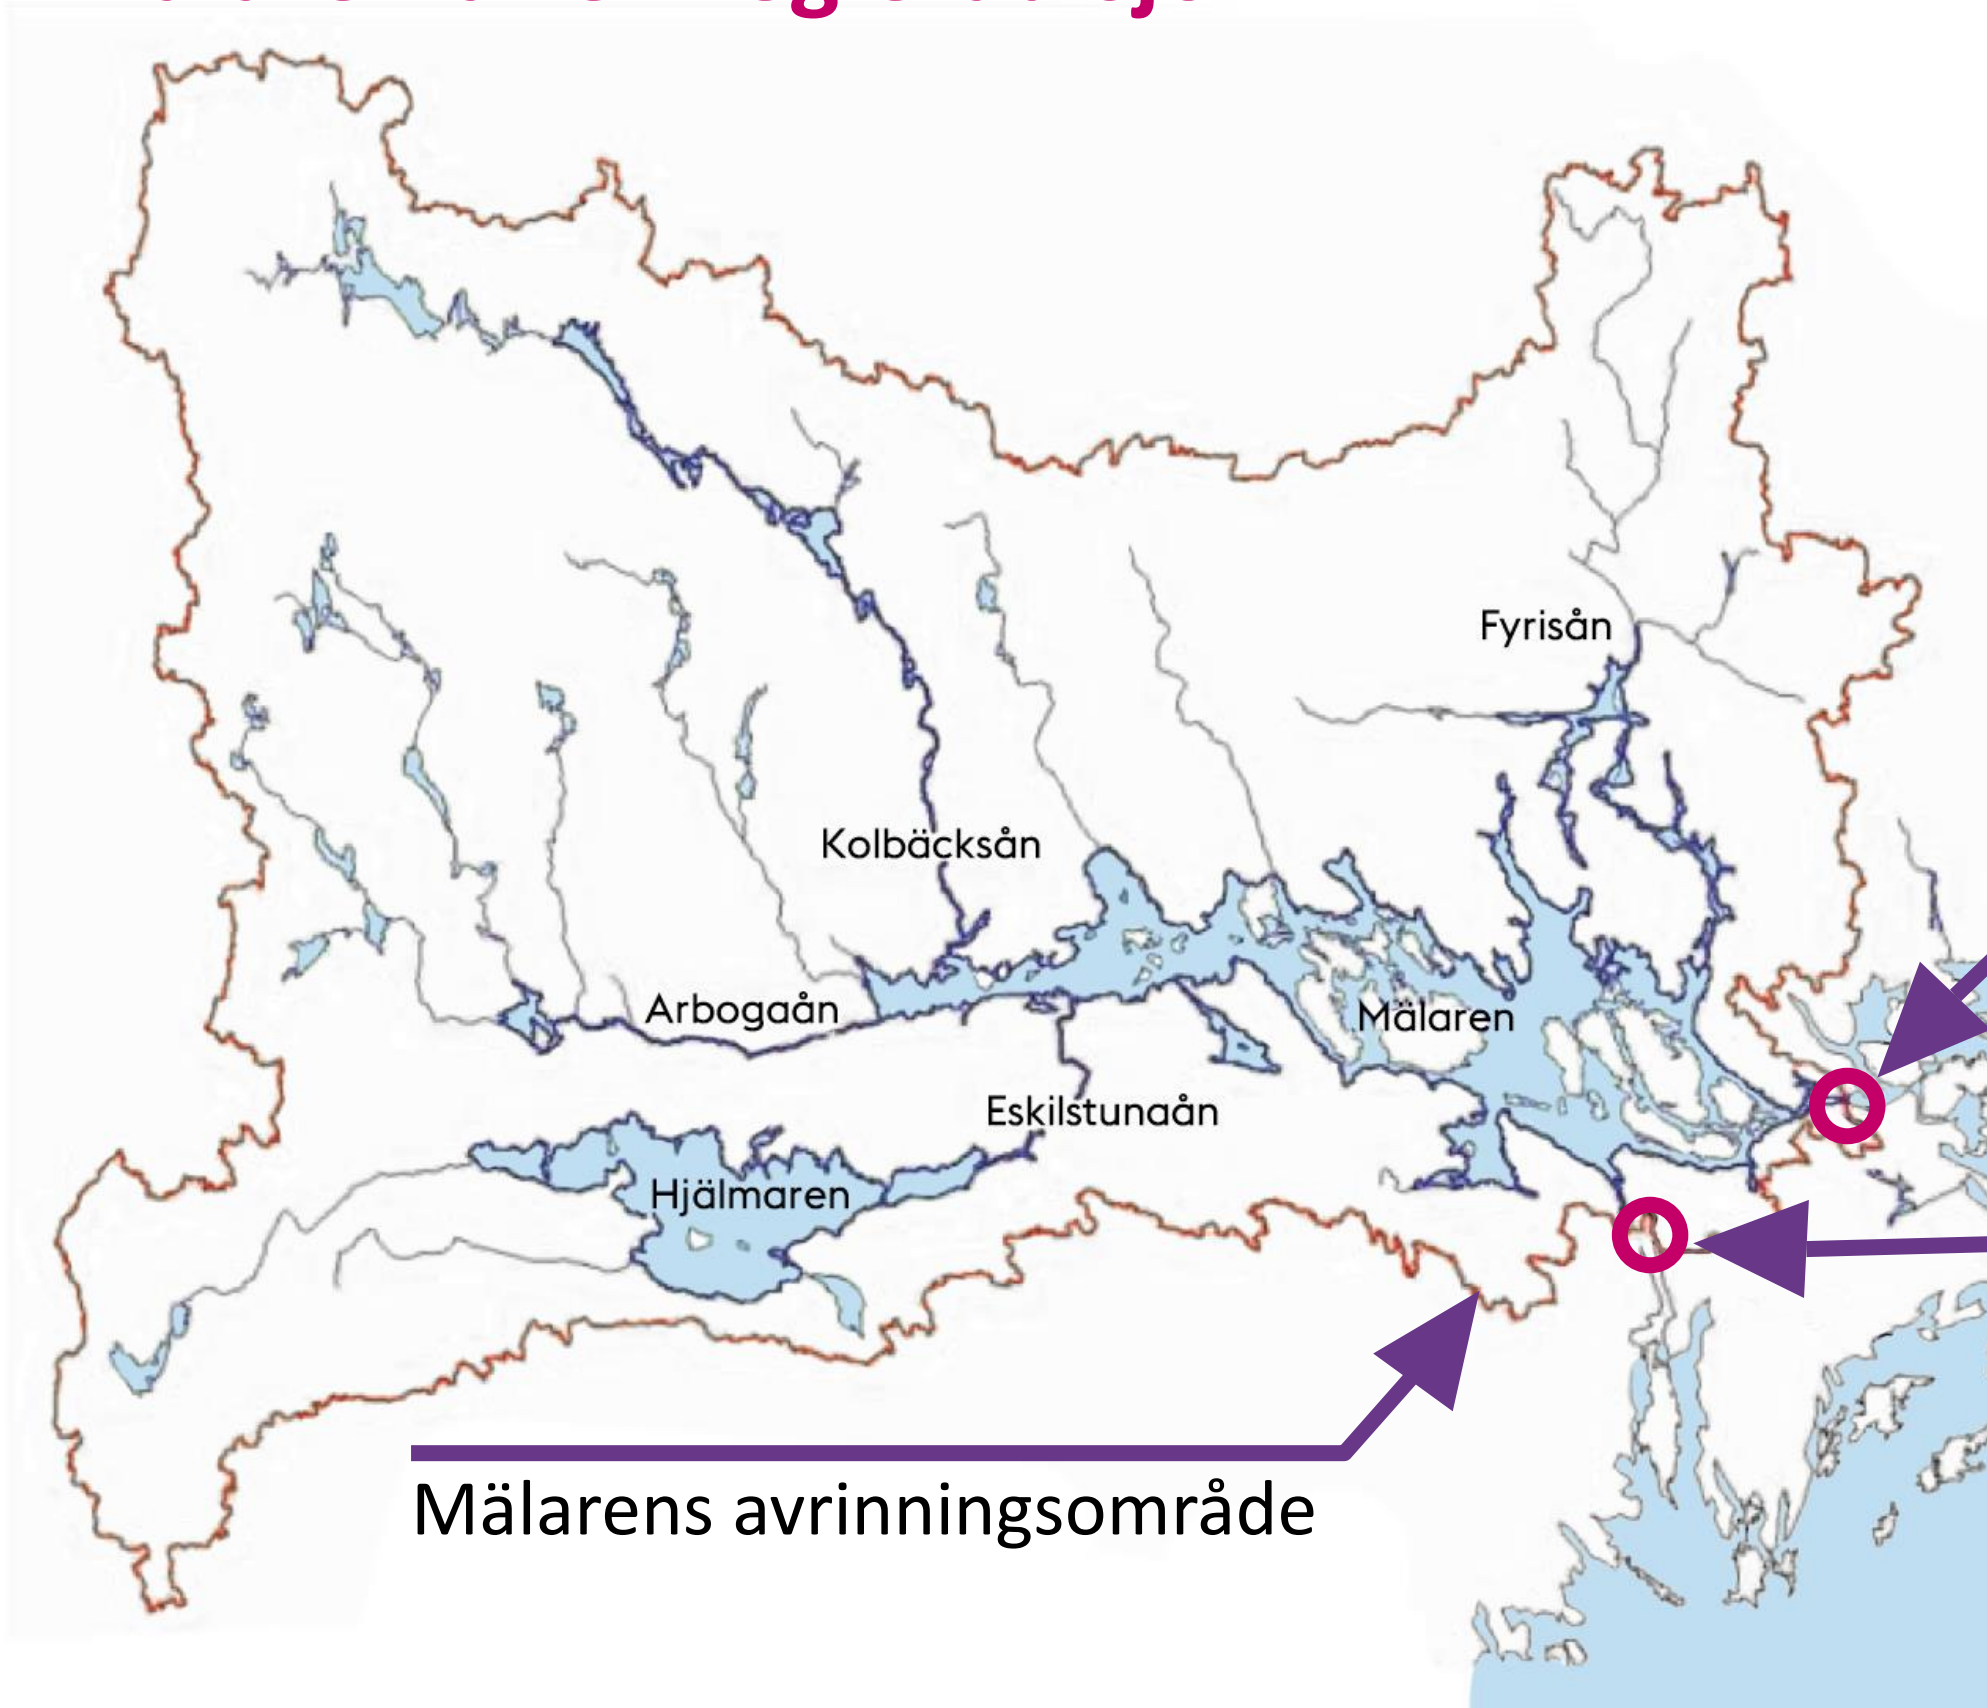 Fyrisån
Kolbäcksån
Arbogaån
Mälaren
Eskilstunaån
Hjälmaren
Mälarens avrinningsområde